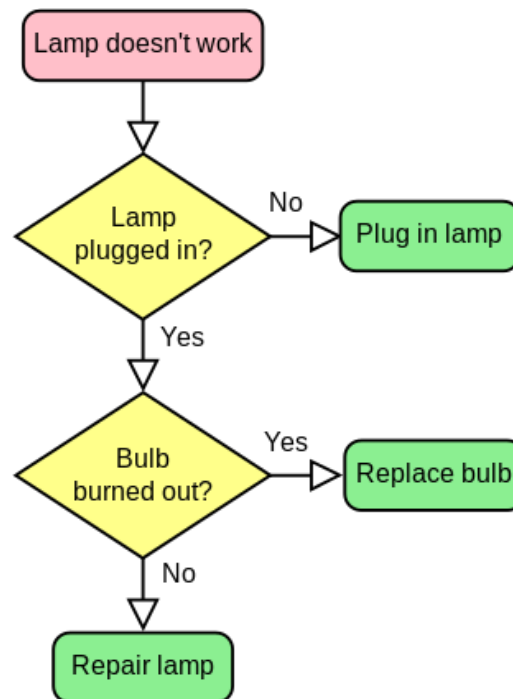 Lamp doesn't work
Lamp
plugged in?
No
Plug in lamp
Yes
Bulb
burned out?
Yes
Replace bulb
No
Repair lamp